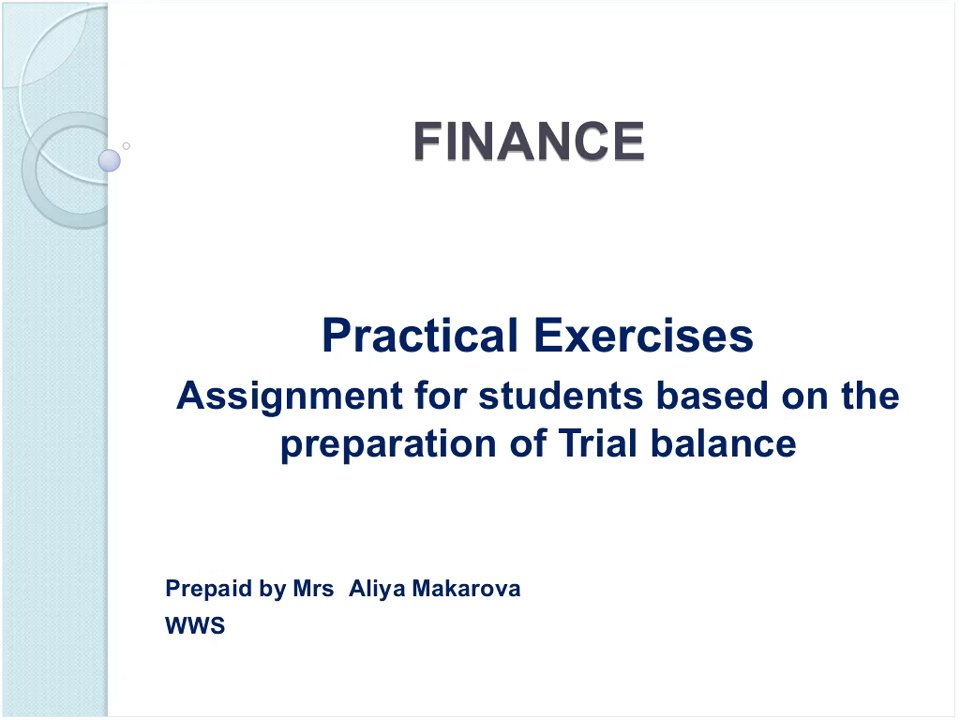 FINANCE
Practical Exercises
Assignment for students based on the
preparation of Trial balance
Prepaid by Mrs  Aliya Makarova
WWS